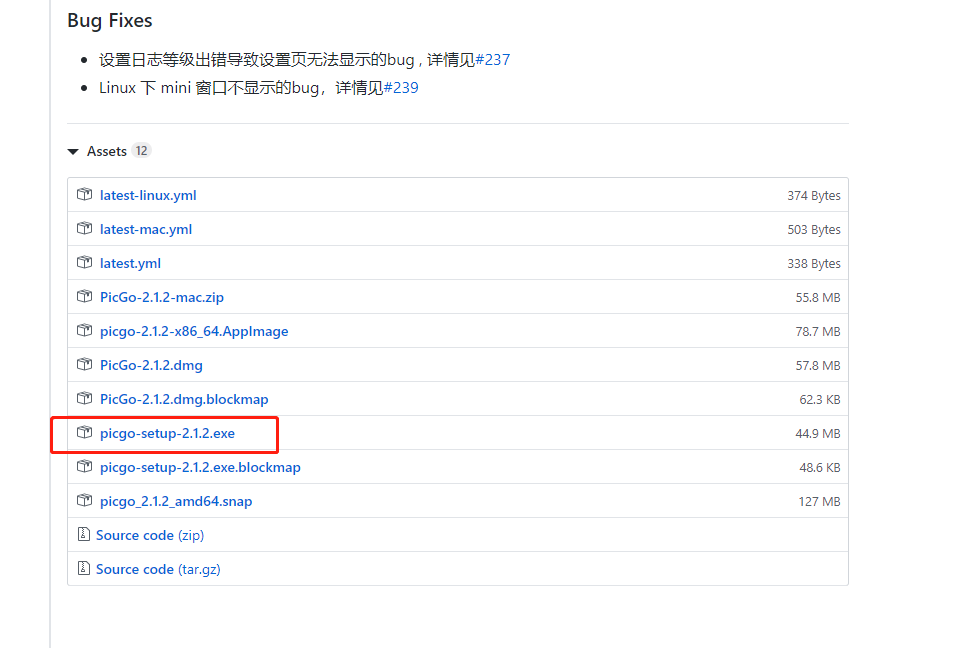 Bug Fixes
设置日志等级出错导致设置页无法显示的bug , 详情见#237
Linux 下 mini 窗口不显示的bug，详情见#239
Assets 12
latest-linux.yml 374 Bytes
latest-mac.yml 503 Bytes
latest.yml 338 Bytes
PicGo-2.1.2-mac.zip 55.8 MB
picgo-2.1.2-x86_64.AppImage 78.7 MB
PicGo-2.1.2.dmg 57.8 MB
PicGo-2.1.2.dmg.blockmap 62.3 KB
picgo-setup-2.1.2.exe 44.9 MB
picgo-setup-2.1.2.exe.blockmap 48.6 KB
picgo_2.1.2_amd64.snap 127 MB
Source code (zip)
Source code (tar.gz)